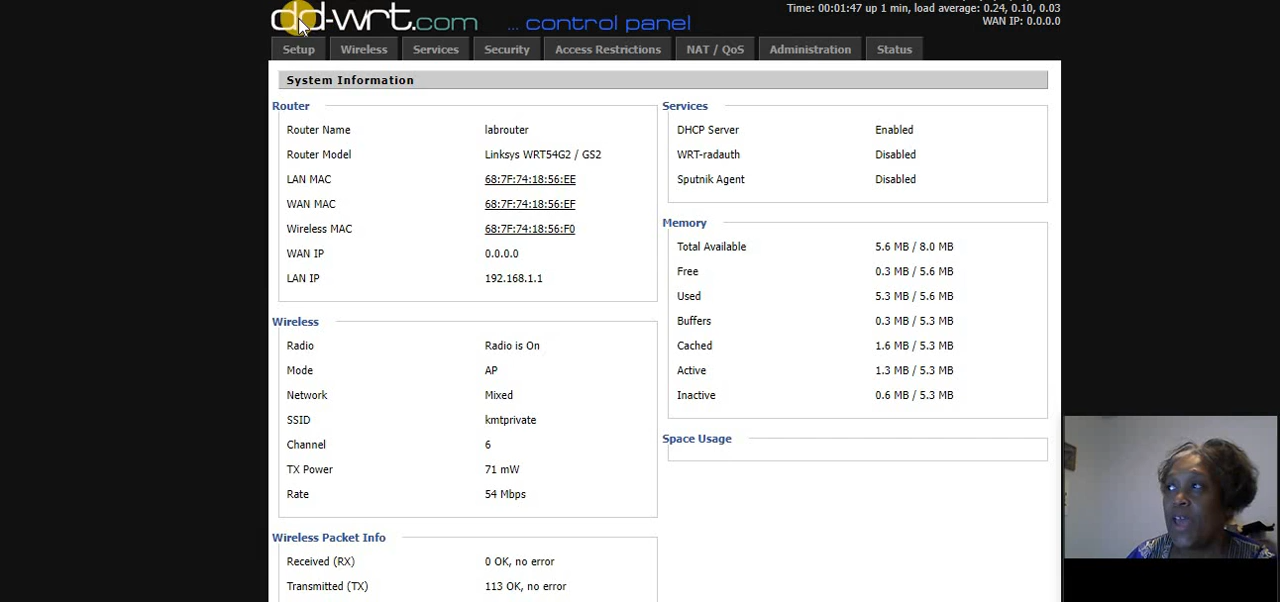 dd-wrt.com ... control panel
Time: 00:01:47 up 1 min, load average: 0.24, 0.10, 0.03
WAN IP: 0.0.0.0
Setup Wireless Services Security Access Restrictions NAT / QoS Administration Status
System Information
Router
Router Name labrouter
Router Model Linksys WRT54G2 / GS2
LAN MAC 68:7F:74:18:56:EE
WAN MAC 68:7F:74:18:56:EF
Wireless MAC 68:7F:74:18:56:F0
WAN IP 0.0.0.0
LAN IP 192.168.1.1
Wireless
Radio Radio is On
Mode AP
Network Mixed
SSID kmtprivate
Channel 6
TX Power 71 mW
Rate 54 Mbps
Wireless Packet Info
Received (RX) 0 OK, no error
Transmitted (TX) 113 OK, no error
Services
DHCP Server Enabled
WRT-radauth Disabled
Sputnik Agent Disabled
Memory
Total Available 5.6 MB / 8.0 MB
Free 0.3 MB / 5.6 MB
Used 5.3 MB / 5.6 MB
Buffers 0.3 MB / 5.3 MB
Cached 1.6 MB / 5.3 MB
Active 1.3 MB / 5.3 MB
Inactive 0.6 MB / 5.3 MB
Space Usage